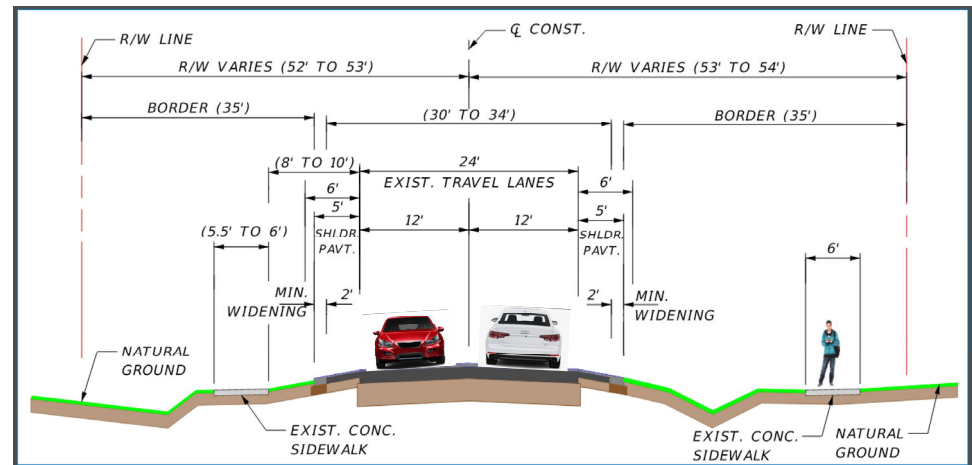 R/W LINE
℄ CONST.
R/W LINE
R/W VARIES (52' TO 53')
R/W VARIES (53' TO 54')
BORDER (35')
(30' TO 34')
BORDER (35')
(8' TO 10')
24'
EXIST. TRAVEL LANES
6'
6'
5'
5'
(5.5' TO 6')
SHLDR.
PAVT.
12'
12'
SHLDR.
PAVT.
6'
MIN.
WIDENING
2'
2'
MIN.
WIDENING
NATURAL
GROUND
EXIST. CONC.
SIDEWALK
EXIST. CONC.
SIDEWALK
NATURAL
GROUND